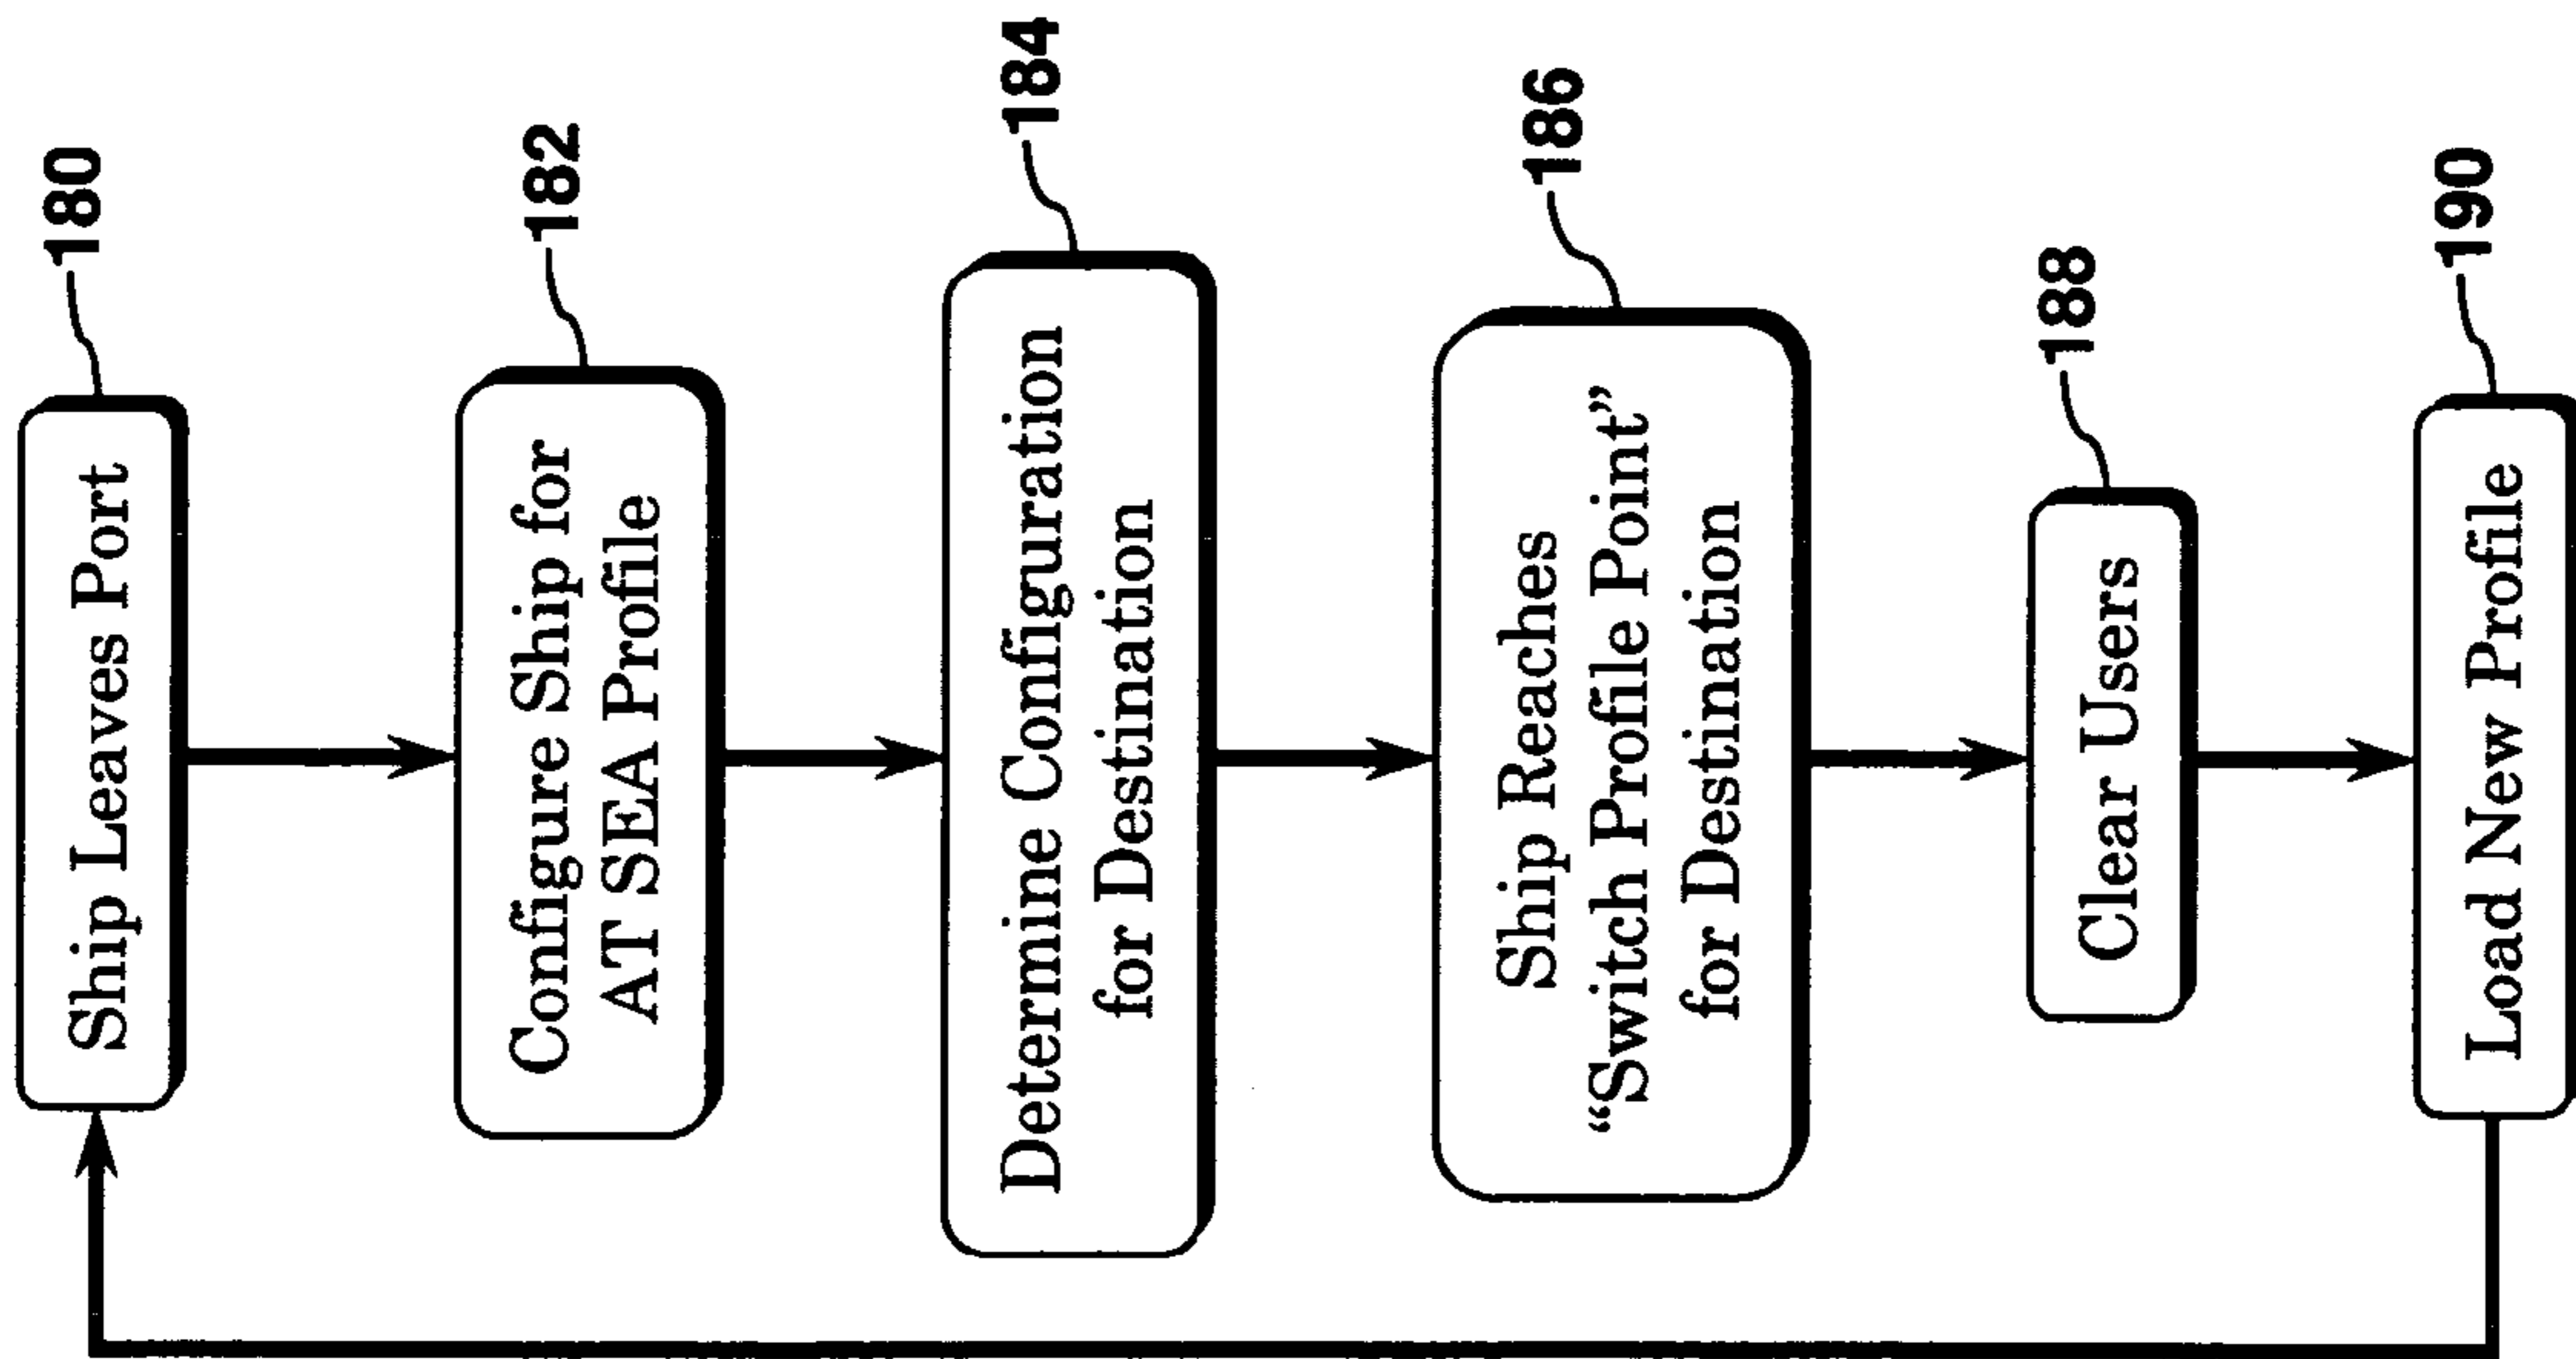 Ship Leaves Port
180
Configure Ship for
AT SEA Profile
182
Determine Configuration
for Destination
184
Ship Reaches
“Switch Profile Point”
for Destination
186
Clear Users
188
Load New Profile
190